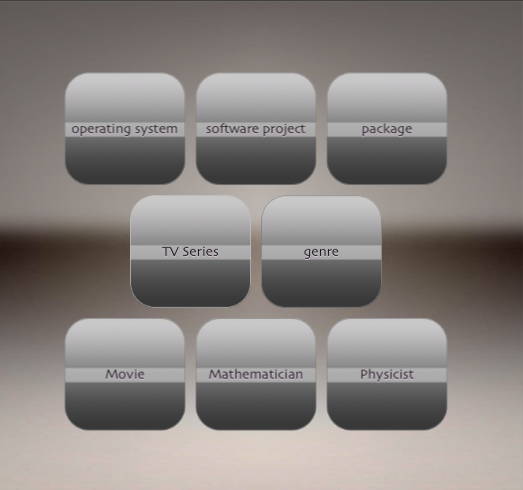 operating system
software project
package
TV Series
genre
Movie
Mathematician
Physicist